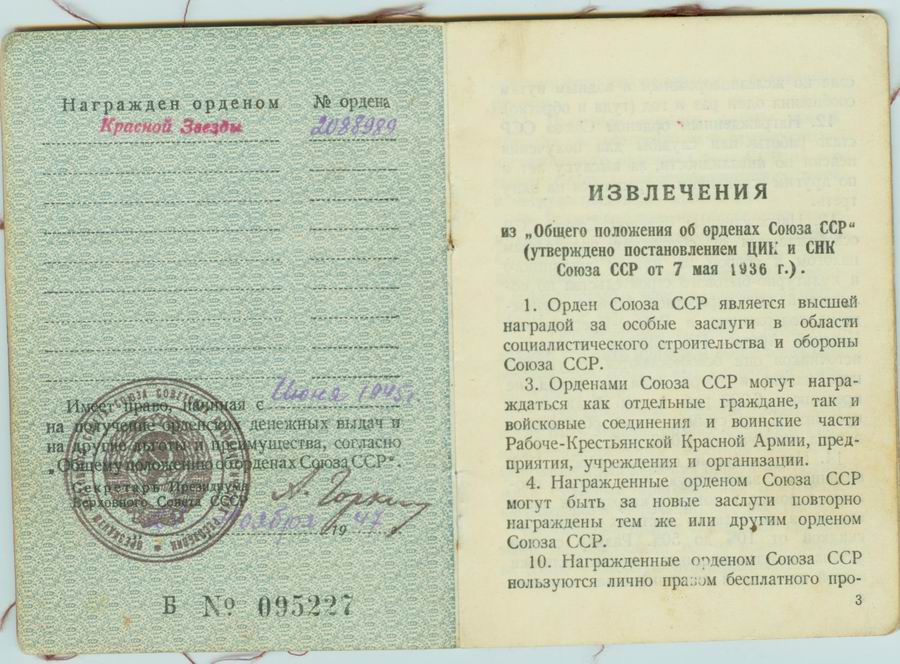 Награжден орденом № ордена
Красной Звезды 2088989
Имеет право, начиная с Июня 1945г.
на получение орденских денежных выдач и
на другие льготы и преимущества, согласно
„Общему положению об орденах Союза ССР“.
Секретарь Президиума
Верховного Совета СССР А. Горкин
Ноября 1947
Б № 095227
ИЗВЛЕЧЕНИЯ
из „Общего положения об орденах Союза ССР“
(утверждено постановлением ЦИК и СНК
Союза ССР от 7 мая 1936 г.).
1. Орден Союза ССР является высшей
наградой за особые заслуги в области
социалистического строительства и обороны
Союза ССР.
3. Орденами Союза ССР могут награ-
ждаться как отдельные граждане, так и
войсковые соединения и воинские части
Рабоче-Крестьянской Красной Армии, пред-
приятия, учреждения и организации.
4. Награжденные орденом Союза ССР
могут быть за новые заслуги повторно
награждены тем же или другим орденом
Союза ССР.
10. Награжденные орденом Союза ССР
пользуются лично правом бесплатного про-
3